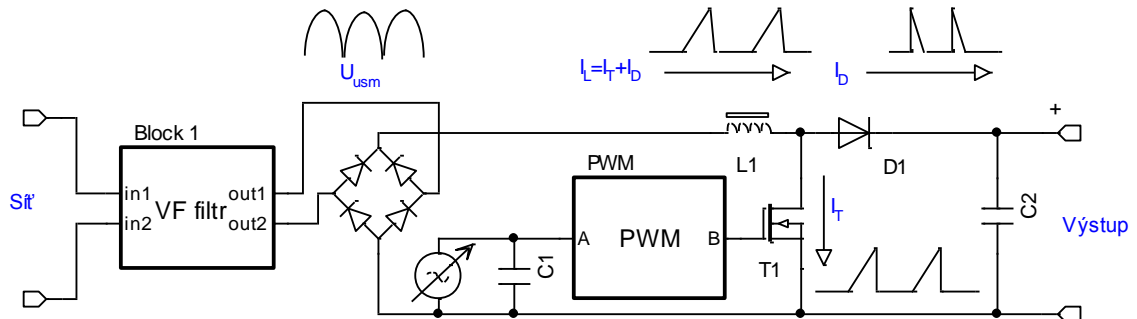 U_usm
I_L=I_T+I_D
I_D
Block 1
in1
in2
out1
out2
VF filtr
Síť
PWM
A
PWM
B
L1
D1
+
I_T
T1
C1
C2
Výstup